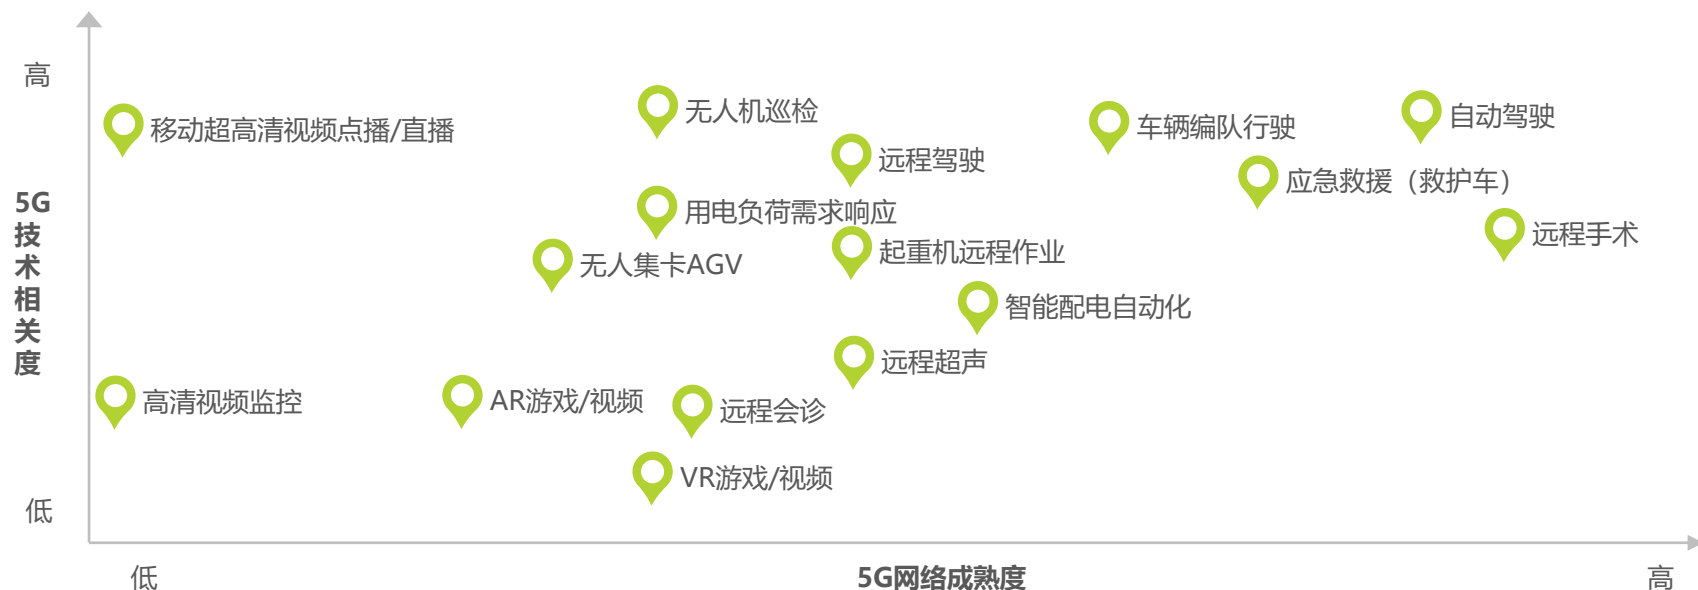 高
无人机巡检
自动驾驶
移动超高清视频点播/直播
车辆编队行驶
远程驾驶
应急救援（救护车）
5G
技
术
相
关
度
用电负荷需求响应
远程手术
起重机远程作业
无人集卡AGV
智能配电自动化
远程超声
高清视频监控
AR游戏/视频
远程会诊
VR游戏/视频
低
低
5G网络成熟度
高